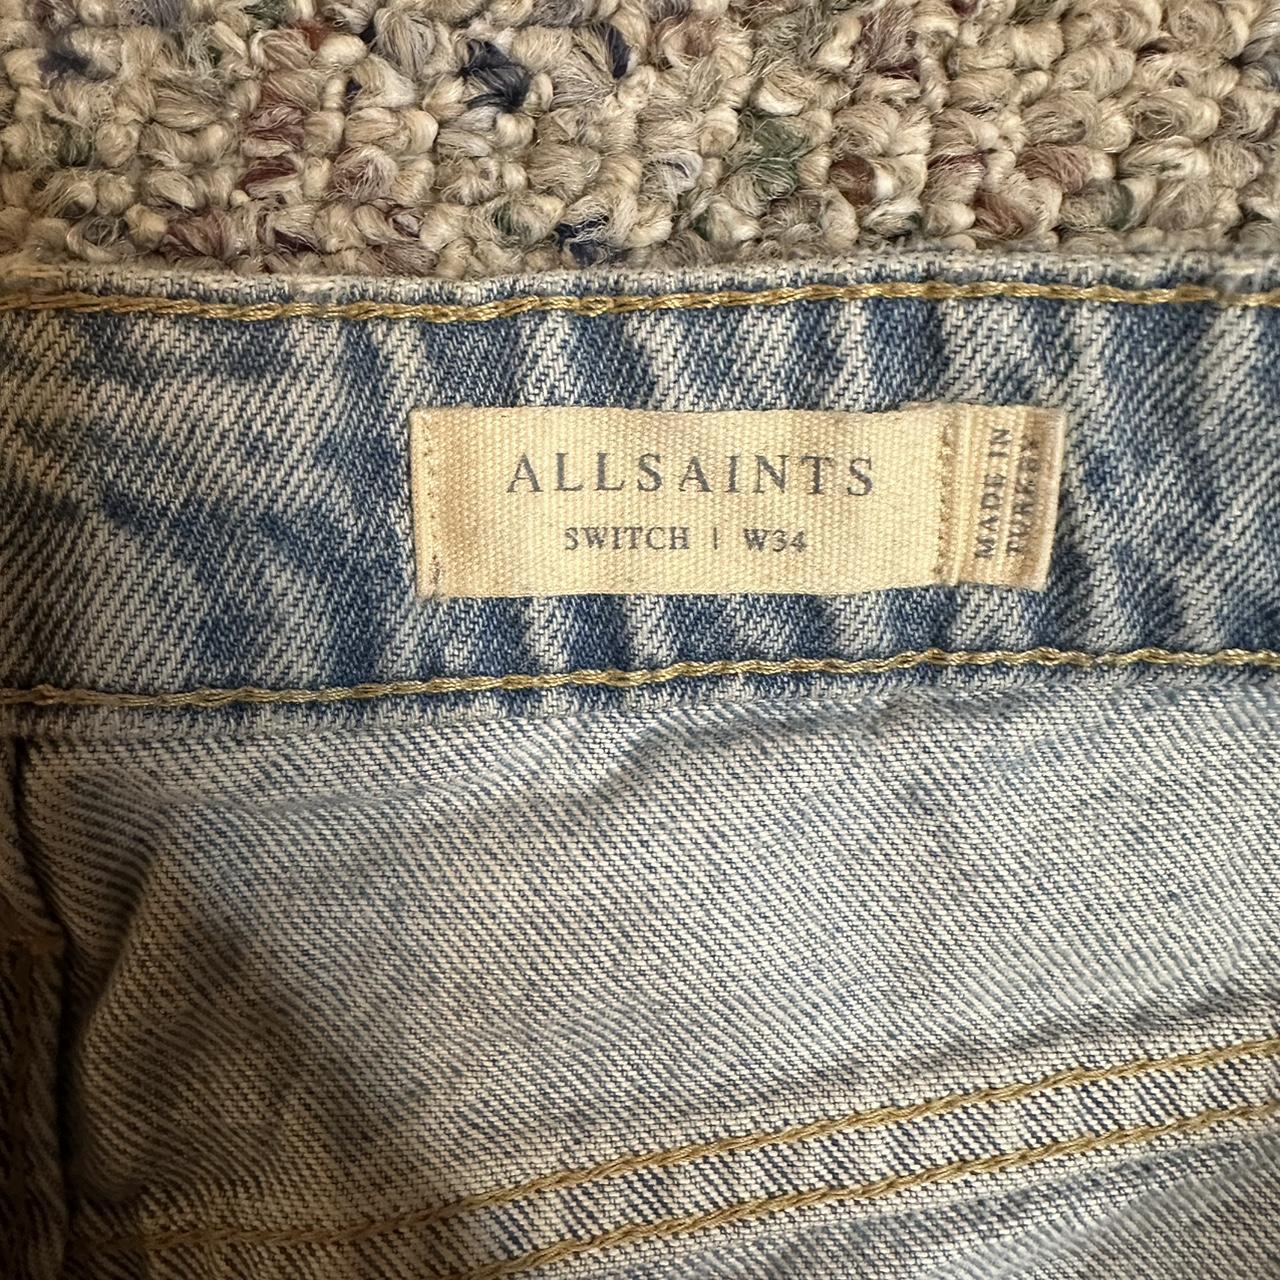 ALLSAINTS
SWITCH | W34
MADE IN
TURKEY